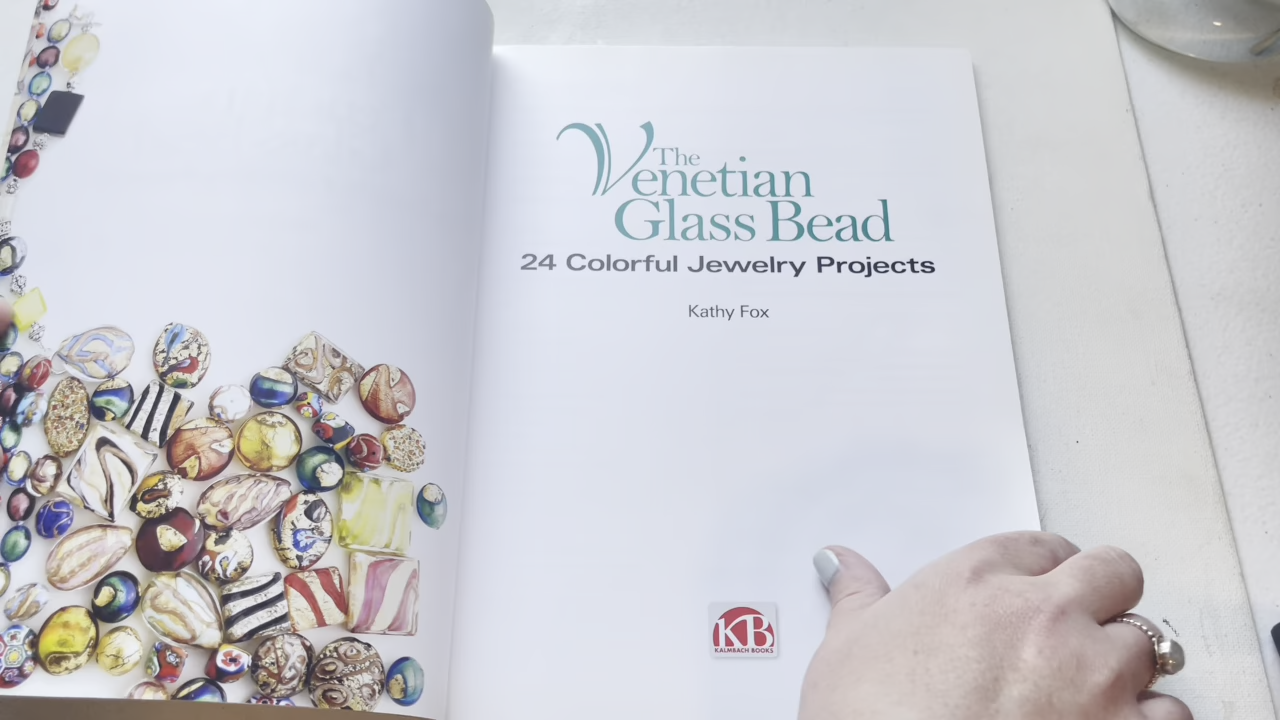 The
Venetian
Glass Bead
24 Colorful Jewelry Projects
Kathy Fox
KB
KALMBACH BOOKS